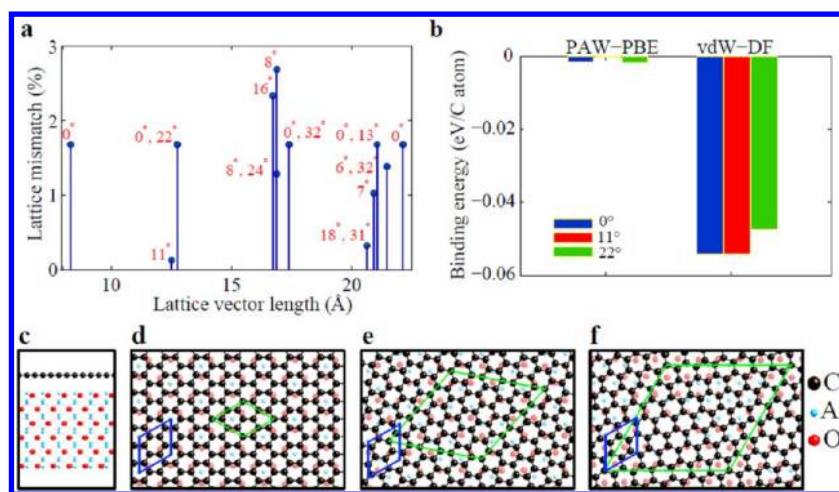 a
Lattice mismatch (%)
3
2
1
0
10
15
20
Lattice vector length (Å)
0°
0°, 22°
11°
8°
16°
8°, 24°
0°, 32°
0°, 13°
0°
6°, 32°
7°
18°, 31°
b
Binding energy (eV/C atom)
0
−0.02
−0.04
−0.06
PAW−PBE
vdW−DF
0°
11°
22°
c
d
e
f
C
A
O